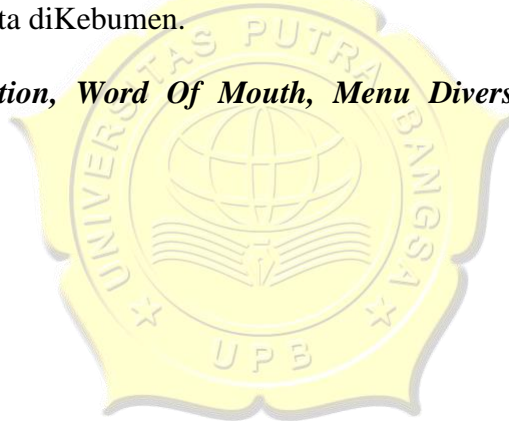 ta diKebumen.
tion, Word Of Mouth, Menu Divers
UNIVERSITAS PUTRA BANGSA
UPB